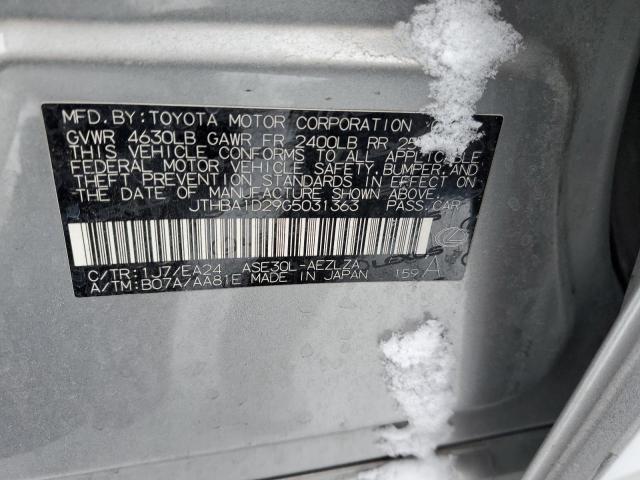 MFD. BY: TOYOTA MOTOR CORPORATION
GVWR 4630LB GAWR FR 2400LB RR
THIS VEHICLE CONFORMS TO ALL APPLICABLE
FEDERAL MOTOR VEHICLE SAFETY, BUMPER, AND
THEFT PREVENTION STANDARDS IN EFFECT ON
THE DATE OF MANUFACTURE SHOWN ABOVE.
JTHBA1D29G5031363 PASS. CAR
C/TR: 1J7/EA24 ASE30L-AEZLZA LEXUS
A/TM: B07A/AA81E MADE IN JAPAN 159 A